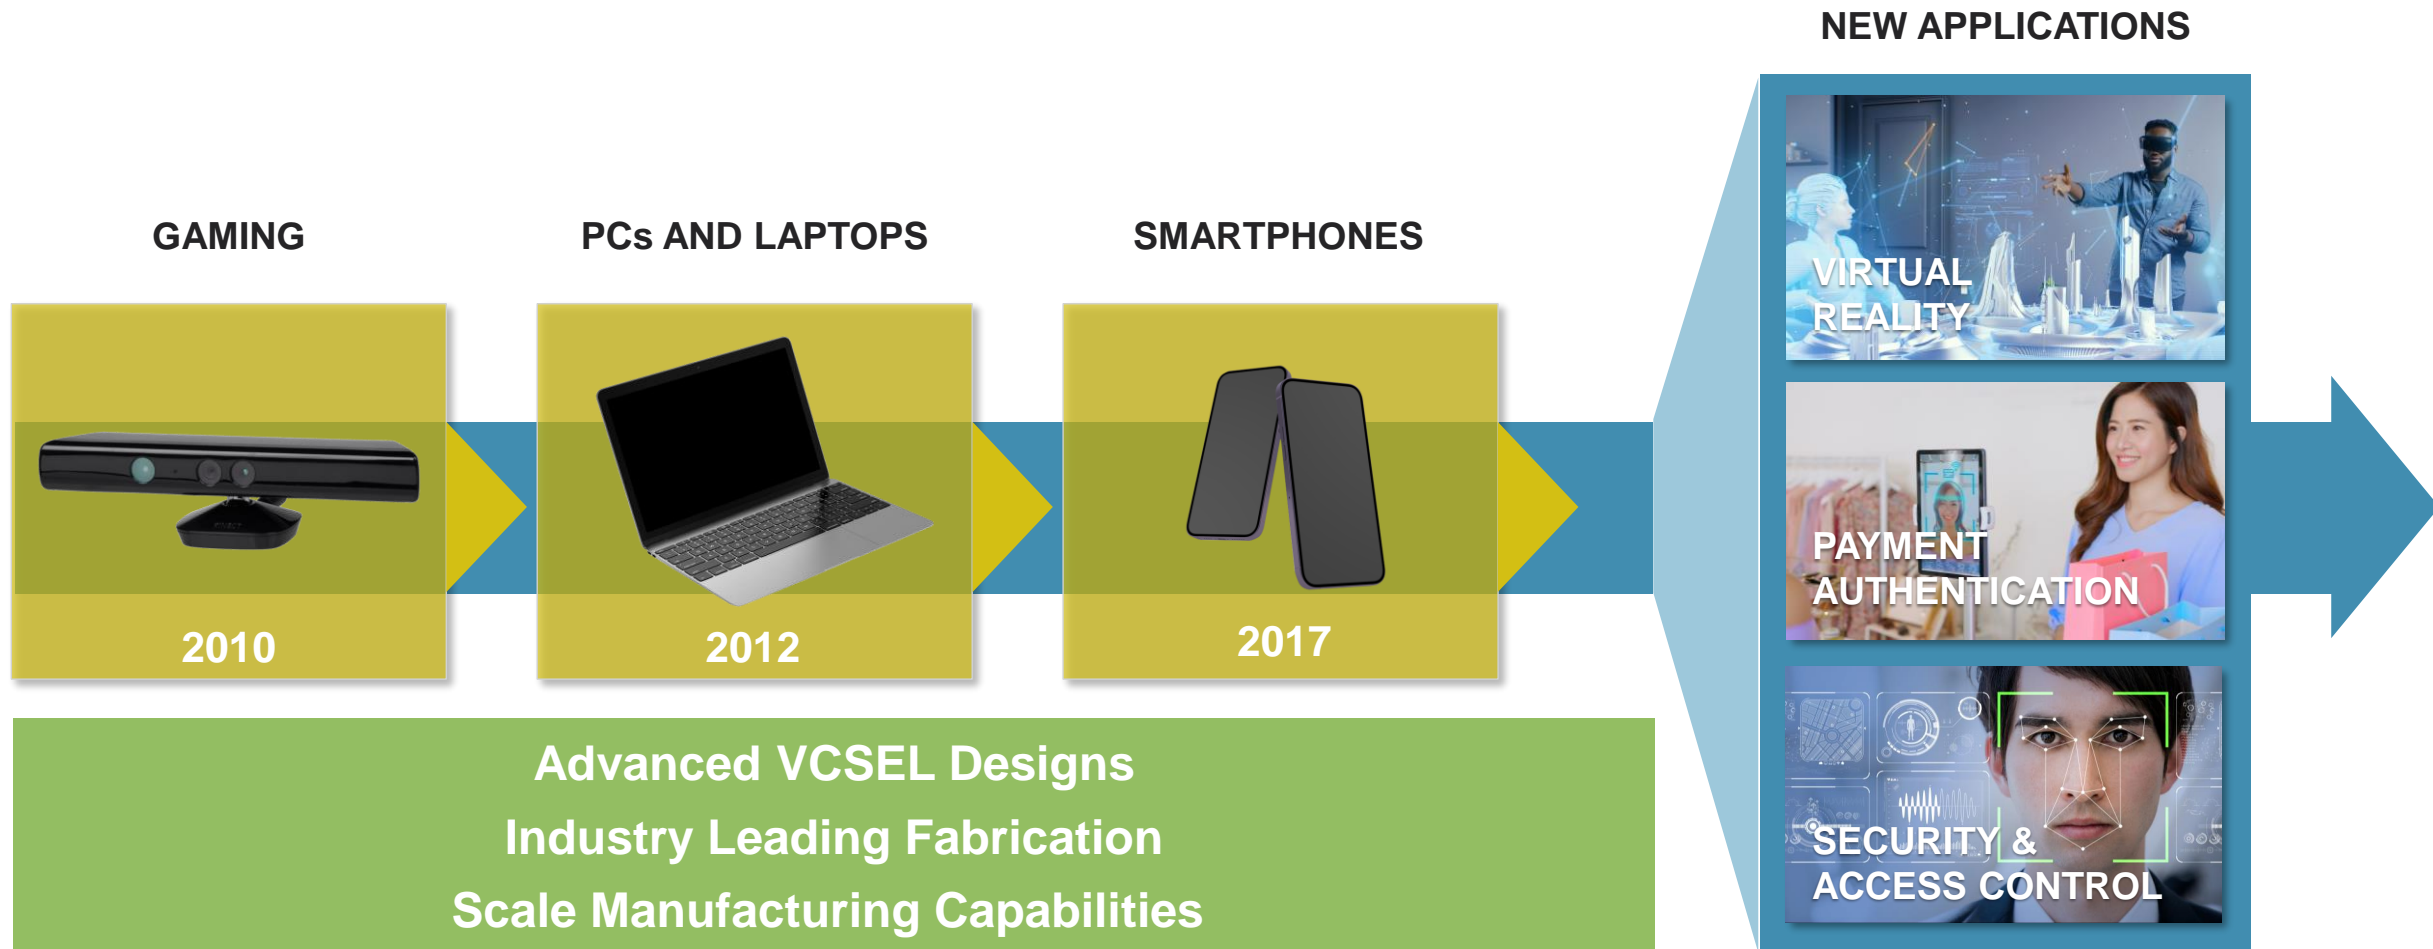 NEW APPLICATIONS
GAMING
PCs AND LAPTOPS
SMARTPHONES
2010
2012
2017
VIRTUAL
REALITY
PAYMENT
AUTHENTICATION
SECURITY &
ACCESS CONTROL
Advanced VCSEL Designs
Industry Leading Fabrication
Scale Manufacturing Capabilities